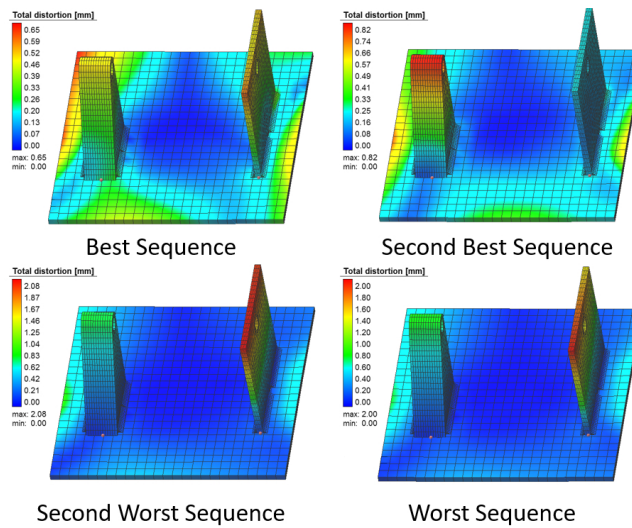 Total distortion [mm]
0.65
0.58
0.52
0.45
0.39
0.32
0.26
0.19
0.13
0.06
0.00
max: 0.65
min: 0.00
Best Sequence
Total distortion [mm]
0.82
0.74
0.66
0.57
0.49
0.41
0.33
0.25
0.16
0.08
0.00
max: 0.82
min: 0.00
Second Best Sequence
Total distortion [mm]
2.08
1.87
1.67
1.46
1.25
1.04
0.83
0.62
0.42
0.21
0.00
max: 2.08
min: 0.00
Second Worst Sequence
Total distortion [mm]
2.00
1.80
1.60
1.40
1.20
1.00
0.80
0.60
0.40
0.20
0.00
max: 2.00
min: 0.00
Worst Sequence